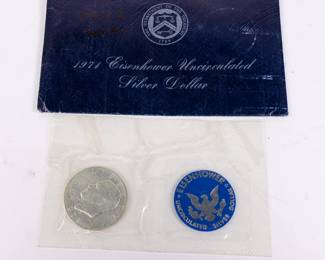 1971 Eisenhower Uncirculated
Silver Dollar
EISENHOWER
UNCIRCULATED SILVER DOLLAR